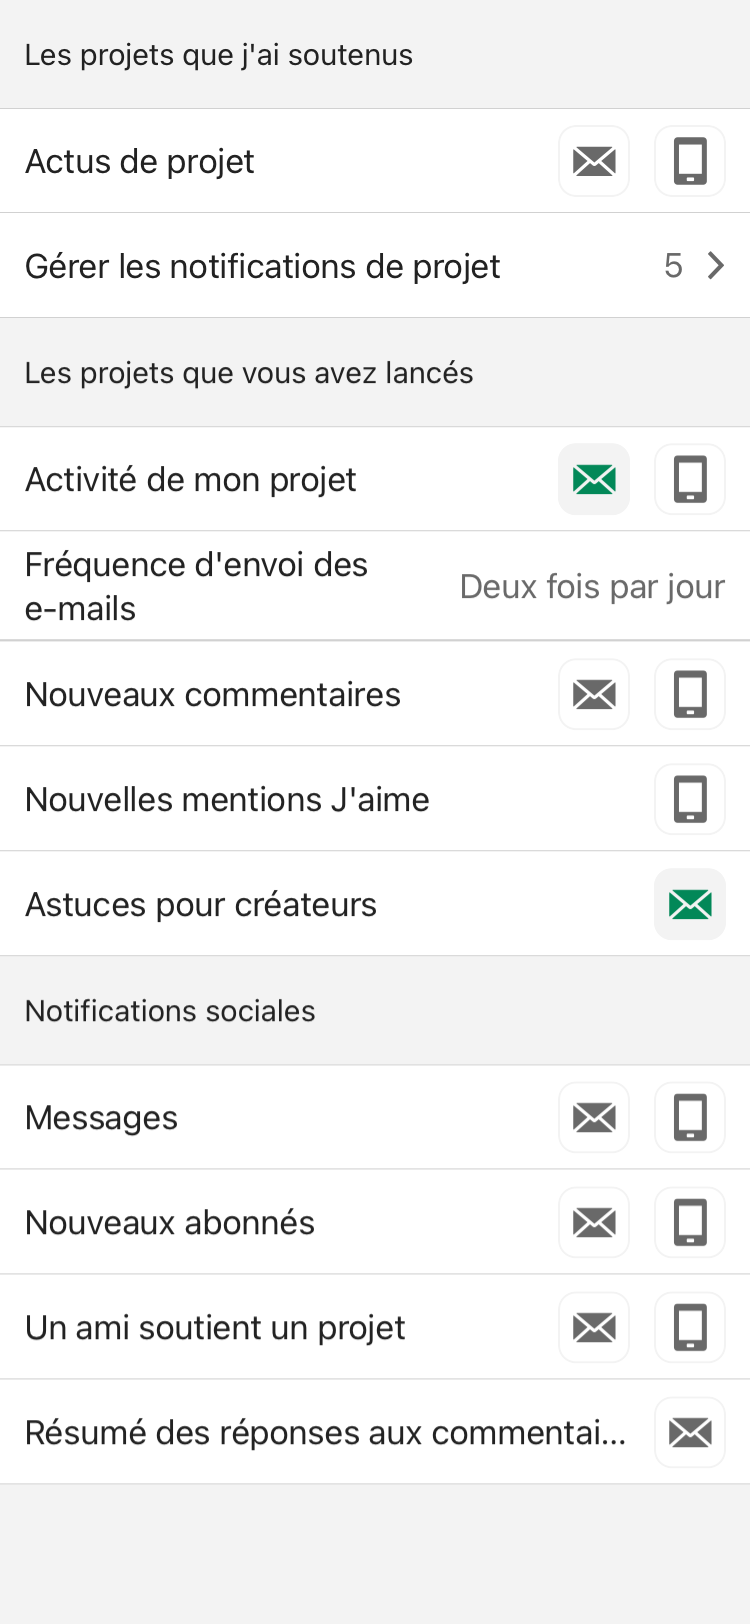 Les projets que j'ai soutenus
Actus de projet
Gérer les notifications de projet 5
Les projets que vous avez lancés
Activité de mon projet
Fréquence d'envoi des
e-mails
Deux fois par jour
Nouveaux commentaires
Nouvelles mentions J'aime
Astuces pour créateurs
Notifications sociales
Messages
Nouveaux abonnés
Un ami soutient un projet
Résumé des réponses aux commentai...